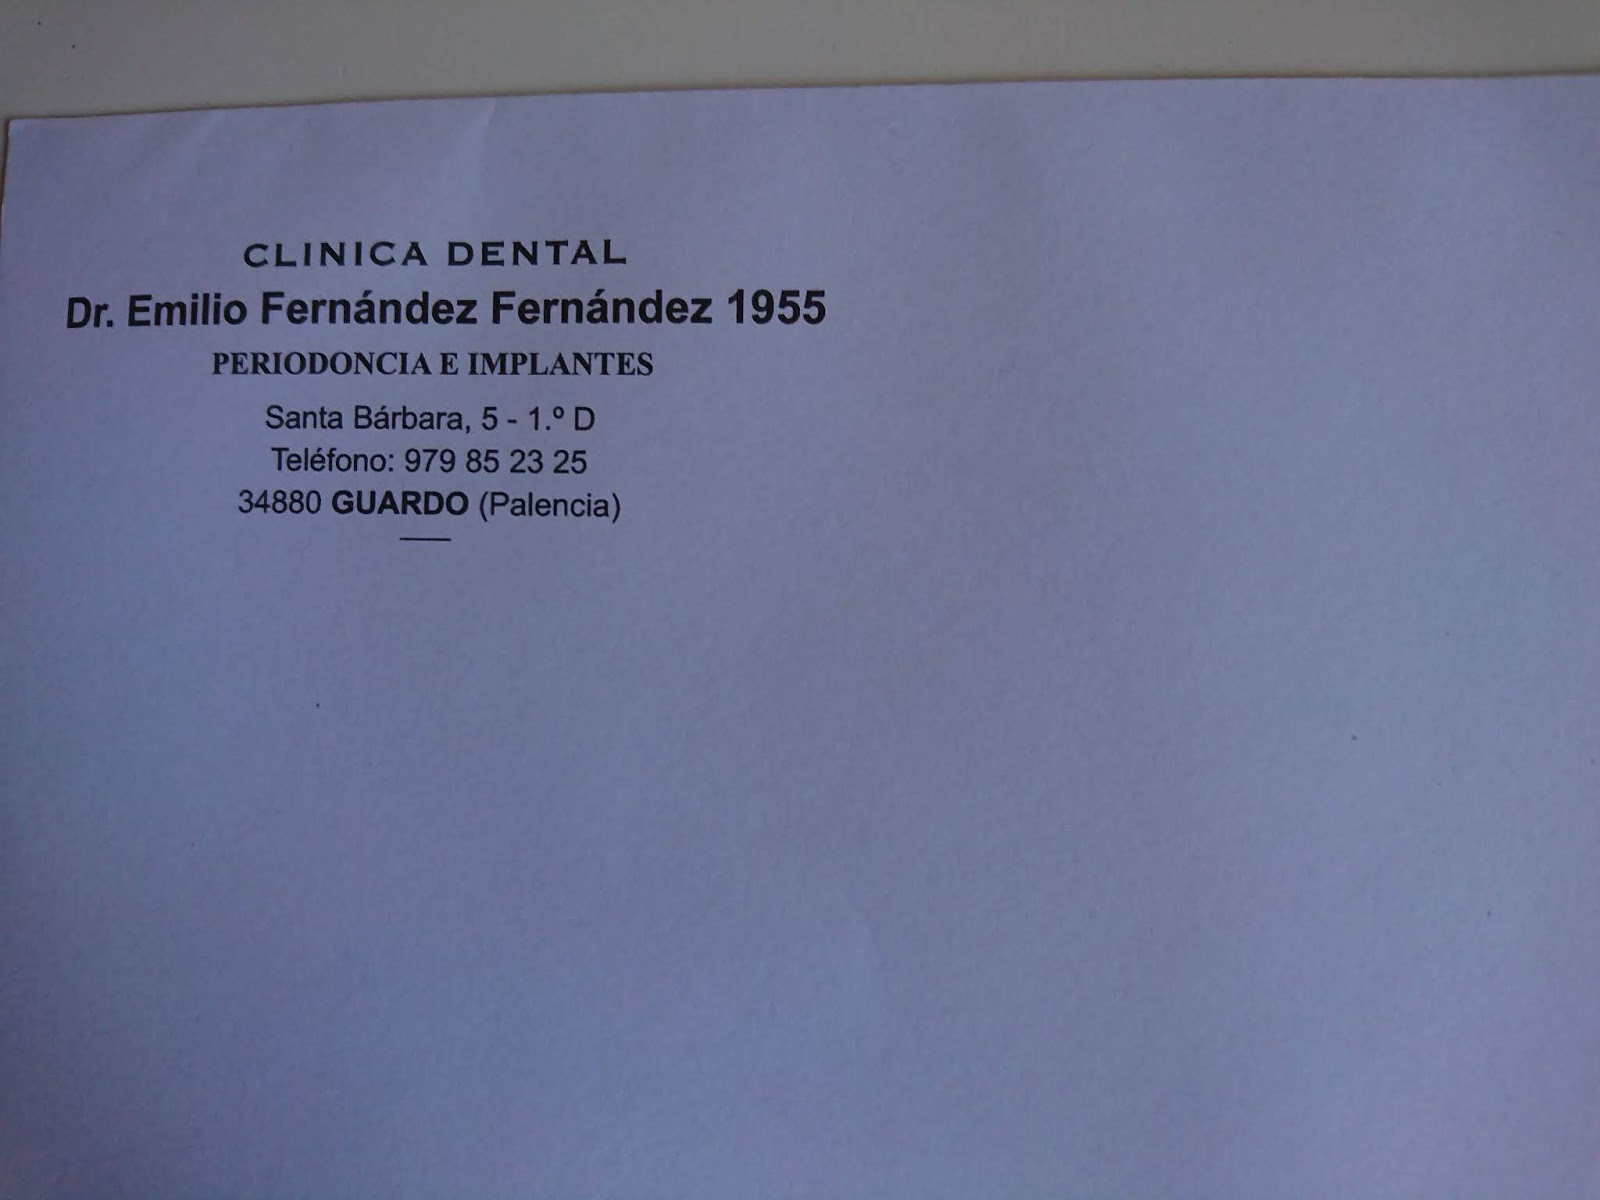 CLINICA DENTAL
Dr. Emilio Fernández Fernández 1955
PERIODONCIA E IMPLANTES
Santa Bárbara, 5 - 1.º D
Teléfono: 979 85 23 25
34880 GUARDO (Palencia)